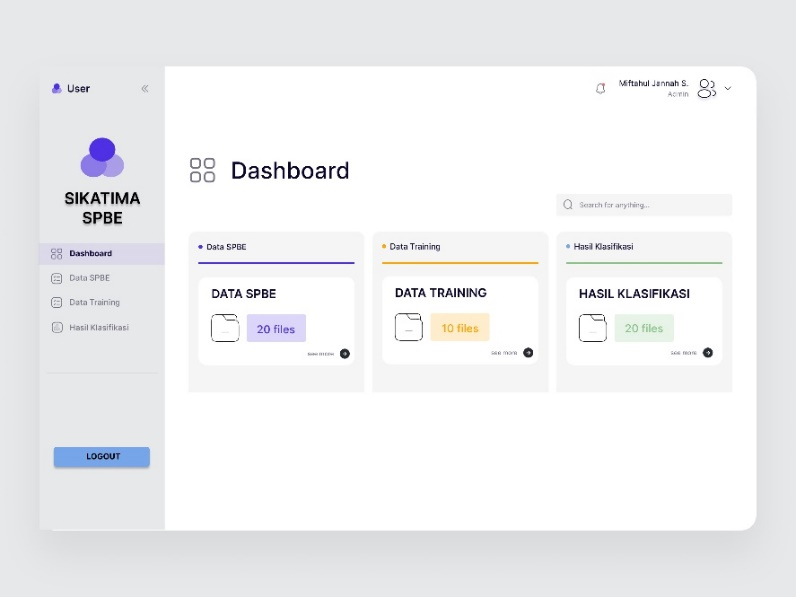 User
Miftahul Jannah S.
Admin
SIKATIMA
SPBE
Dashboard
Data SPBE
Data Training
Hasil Klasifikasi
LOGOUT
Dashboard
Search for anything...
Data SPBE
DATA SPBE
20 files
see more
Data Training
DATA TRAINING
10 files
see more
Hasil Klasifikasi
HASIL KLASIFIKASI
20 files
see more